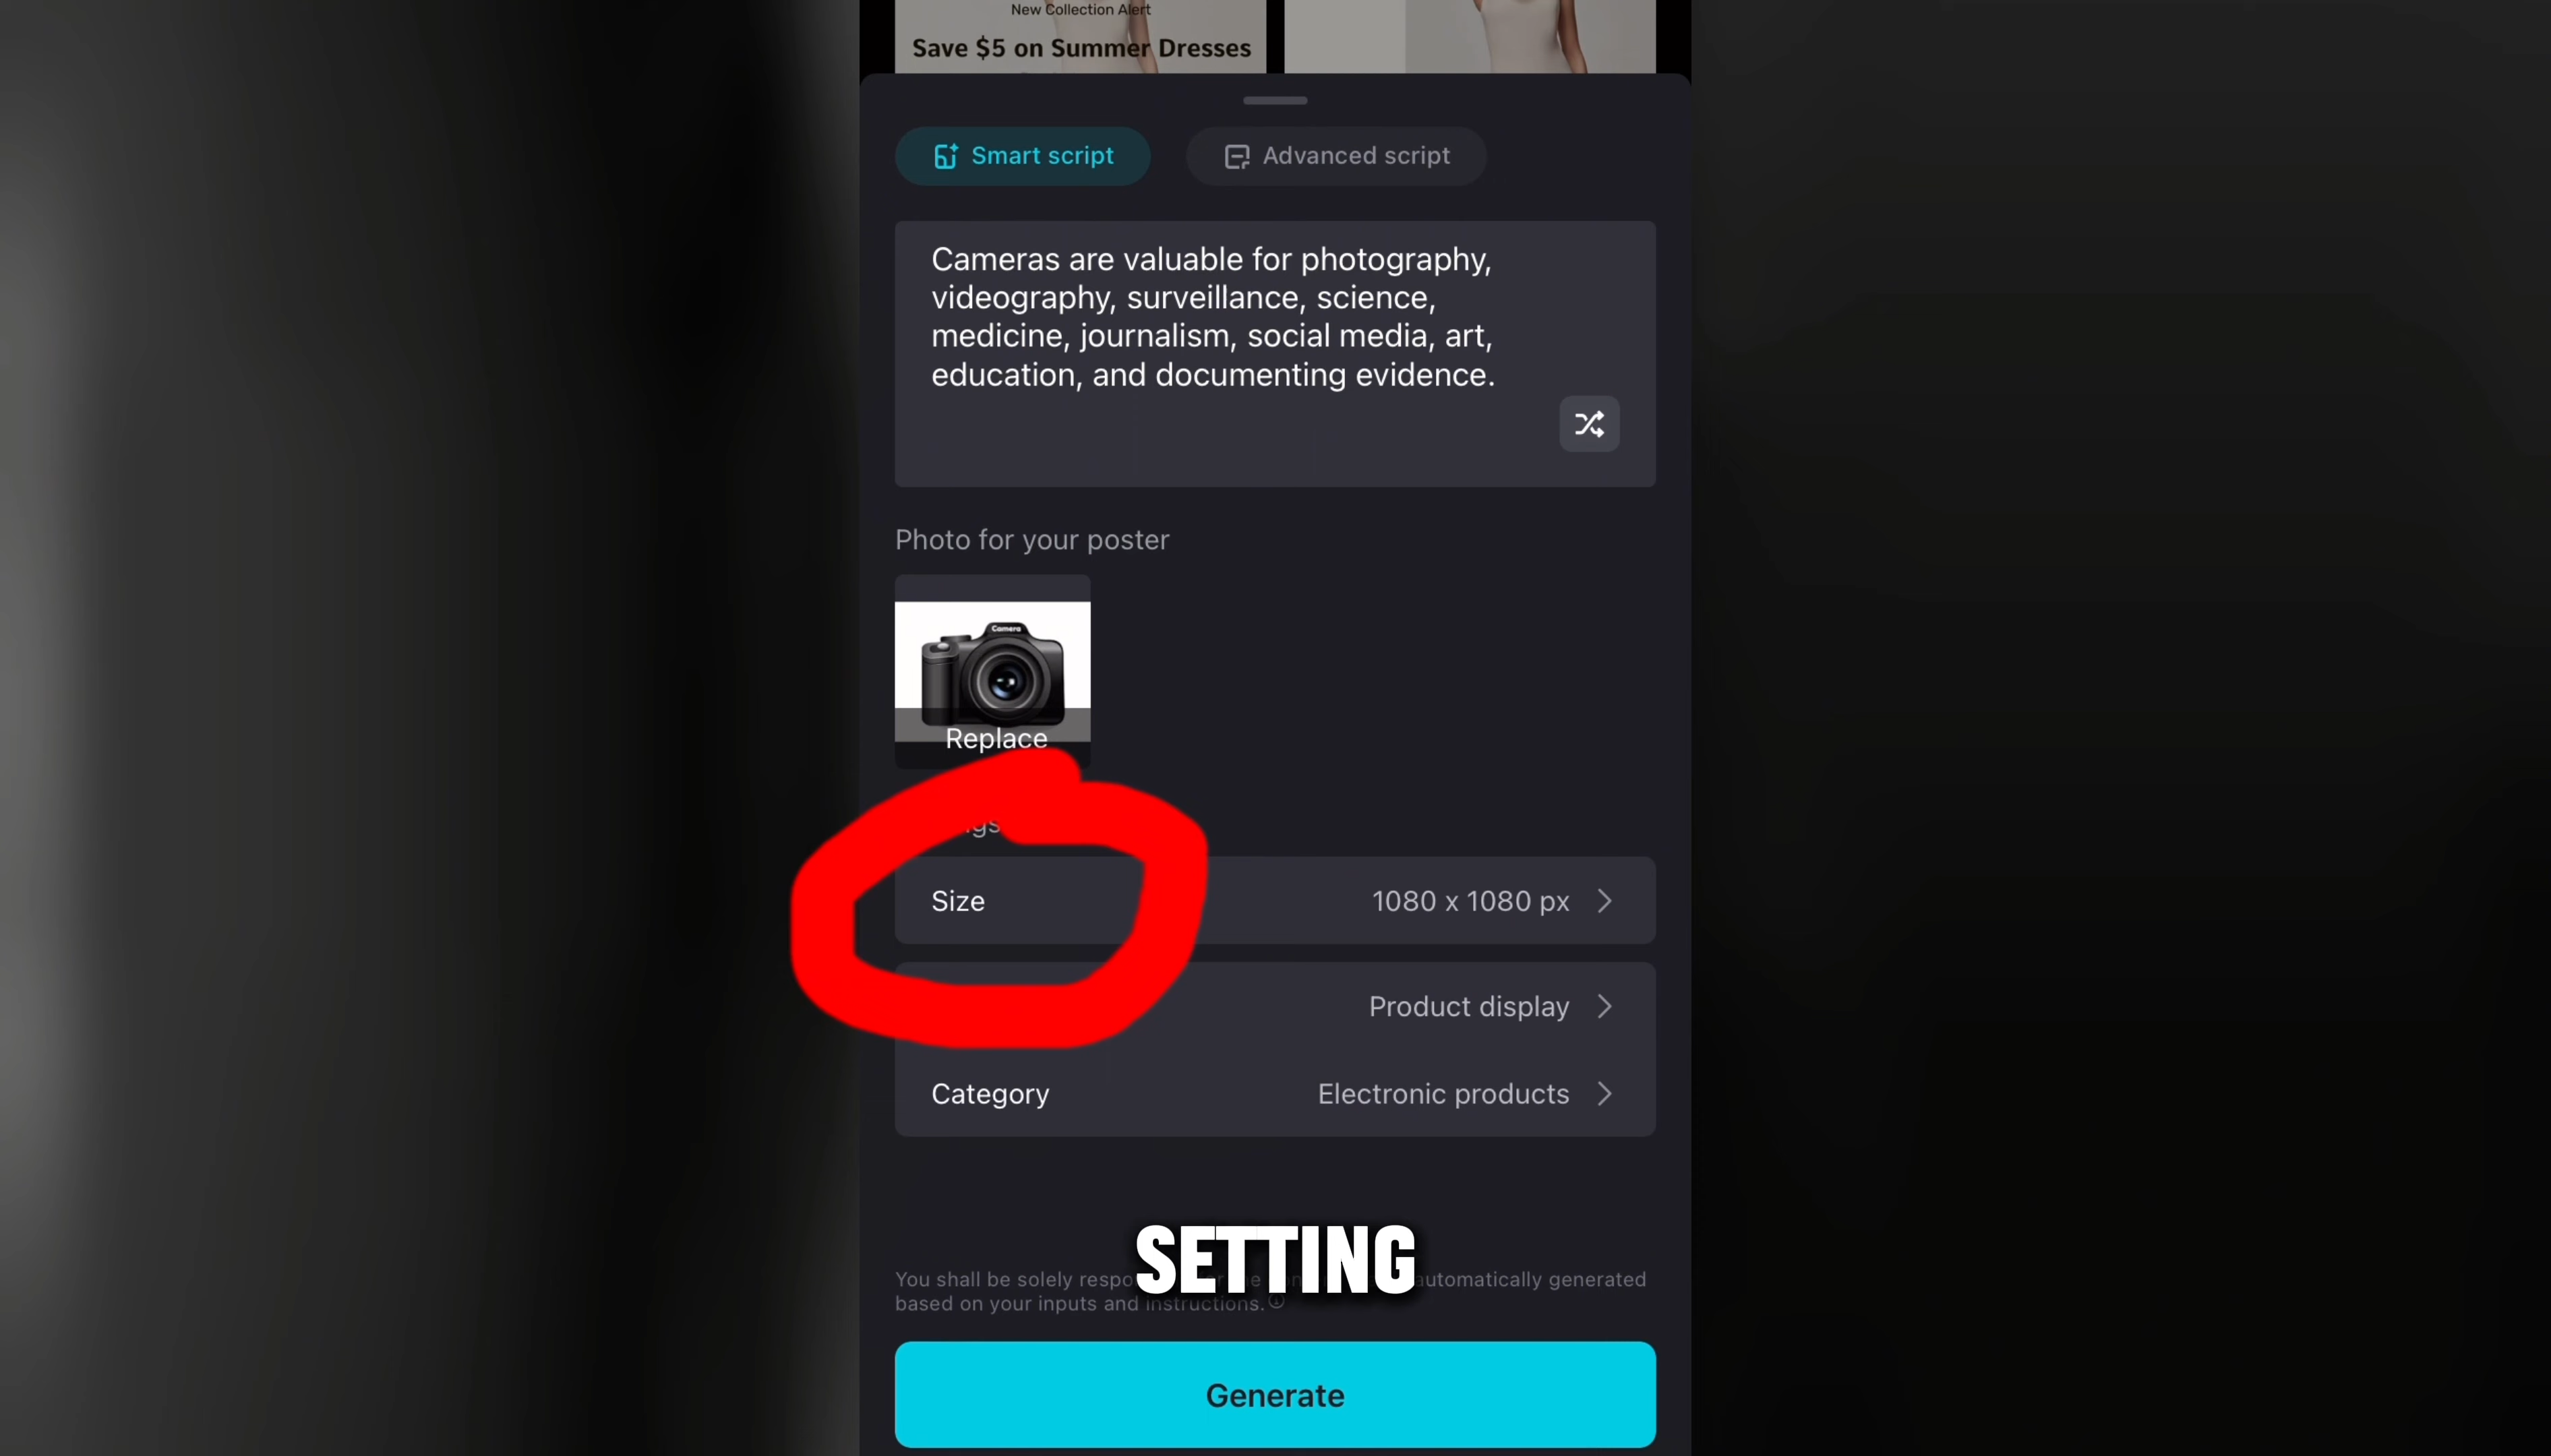 New Collection Alert
Save $5 on Summer Dresses
Smart script
Advanced script
Cameras are valuable for photography,
videography, surveillance, science,
medicine, journalism, social media, art,
education, and documenting evidence.
Photo for your poster
Camera
Replace
Size
1080 x 1080 px
Product display
Category
Electronic products
SETTING
You shall be solely automatically generated
based on your inputs and instructions.
Generate